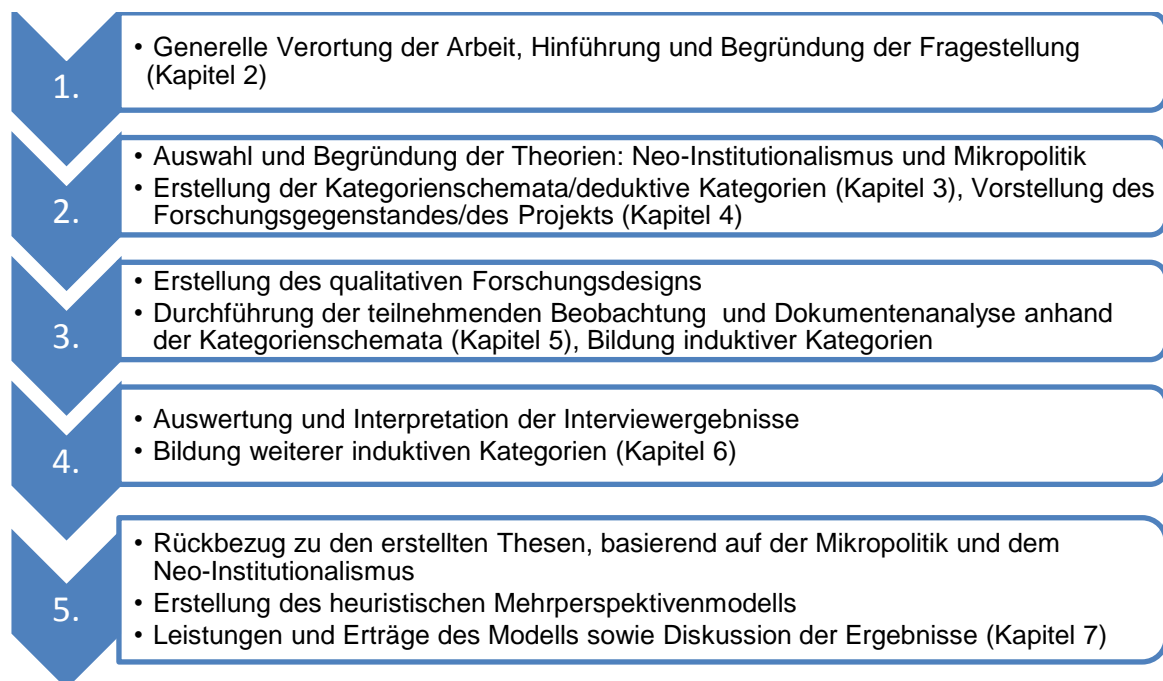 1.
• Generelle Verortung der Arbeit, Hinführung und Begründung der Fragestellung
(Kapitel 2)
2.
• Auswahl und Begründung der Theorien: Neo-Institutionalismus und Mikropolitik
• Erstellung der Kategorienschemata/deduktive Kategorien (Kapitel 3), Vorstellung des
Forschungsgegenstandes/des Projekts (Kapitel 4)
3.
• Erstellung des qualitativen Forschungsdesigns
• Durchführung der teilnehmenden Beobachtung und Dokumentenanalyse anhand
der Kategorienschemata (Kapitel 5), Bildung induktiver Kategorien
4.
• Auswertung und Interpretation der Interviewergebnisse
• Bildung weiterer induktiven Kategorien (Kapitel 6)
5.
• Rückbezug zu den erstellten Thesen, basierend auf der Mikropolitik und dem
Neo-Institutionalismus
• Erstellung des heuristischen Mehrperspektivenmodells
• Leistungen und Erträge des Modells sowie Diskussion der Ergebnisse (Kapitel 7)